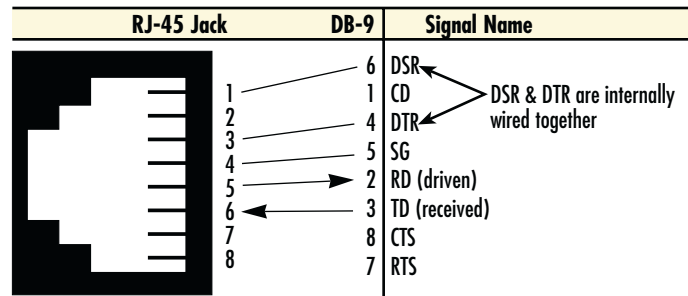 RJ-45 Jack DB-9 Signal Name
1 6 DSR
2 1 CD
3 4 DTR
4 5 SG
5 2 RD (driven)
6 3 TD (received)
7 8 CTS
8 7 RTS
DSR & DTR are internally
wired together